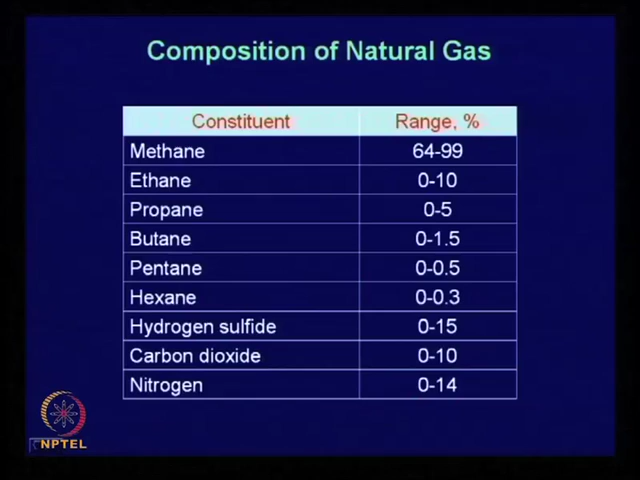 Composition of Natural Gas
Constituent Range, %
Methane 64-99
Ethane 0-10
Propane 0-5
Butane 0-1.5
Pentane 0-0.5
Hexane 0-0.3
Hydrogen sulfide 0-15
Carbon dioxide 0-10
Nitrogen 0-14
NPTEL